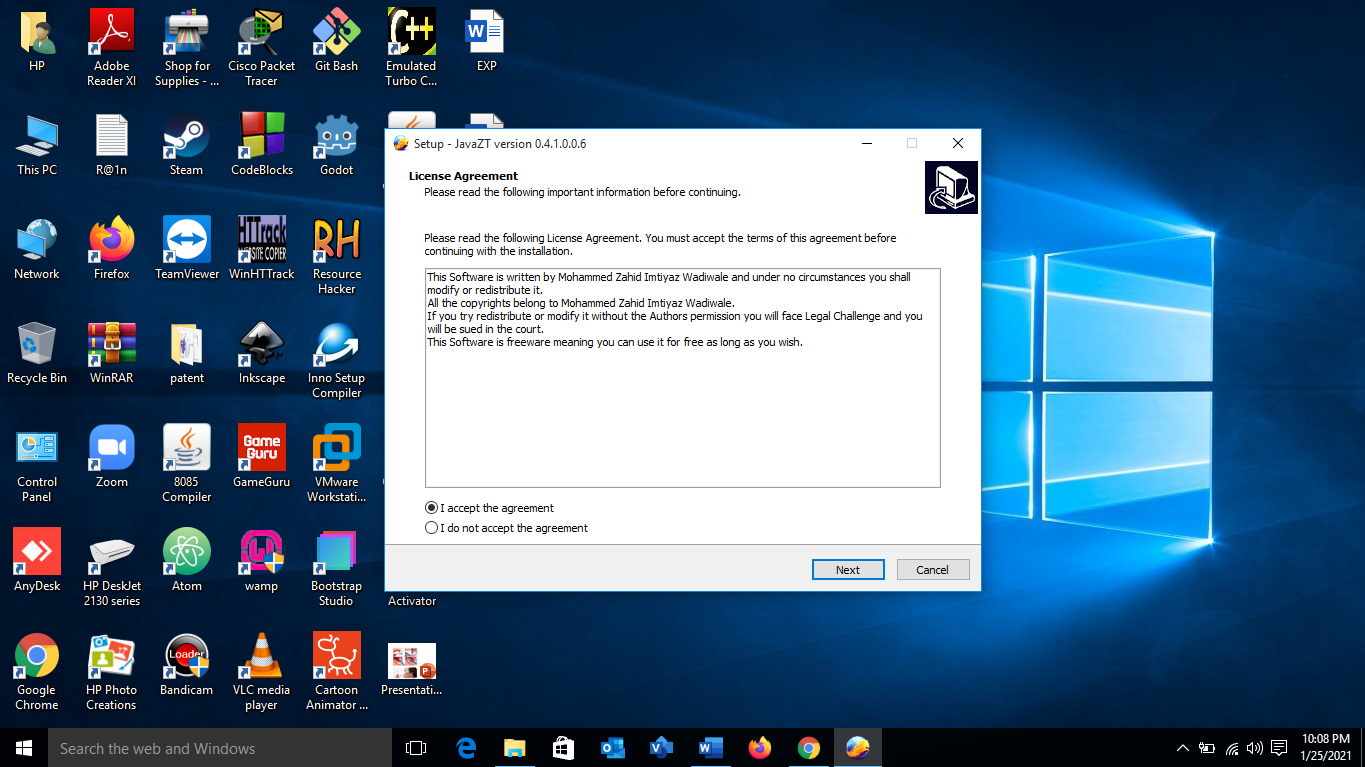 HP
Adobe
Reader XI
Shop for
Supplies - ...
Cisco Packet
Tracer
Git Bash
C++
Emulated
Turbo C...
W
EXP
This PC
R@1n
Steam
CodeBlocks
Godot
Network
Firefox
TeamViewer
HTTrack
WEBSITE COPIER
WinHTTrack
RH
Resource
Hacker
Recycle Bin
WinRAR
patent
Inkscape
Inno Setup
Compiler
Control
Panel
Zoom
8085
Compiler
Game
Guru
GameGuru
VMware
Workstati...
AnyDesk
HP DeskJet
2130 series
Atom
wamp
Bootstrap
Studio
Activator
Google
Chrome
HP Photo
Creations
Loader
Bandicam
VLC media
player
Cartoon
Animator ...
P
Presentati...
Setup - JavaZT version 0.4.1.0.0.6
License Agreement
Please read the following important information before continuing.
Please read the following License Agreement. You must accept the terms of this agreement before
continuing with the installation.
This Software is written by Mohammed Zahid Imtiyaz Wadiwale and under no circumstances you shall
modify or redistribute it.
All the copyrights belong to Mohammed Zahid Imtiyaz Wadiwale.
If you try redistribute or modify it without the Authors permission you will face Legal Challenge and you
will be sued in the court.
This Software is freeware meaning you can use it for free as long as you wish.
I accept the agreement
I do not accept the agreement
Next
Cancel
Search the web and Windows
10:08 PM
1/25/2021